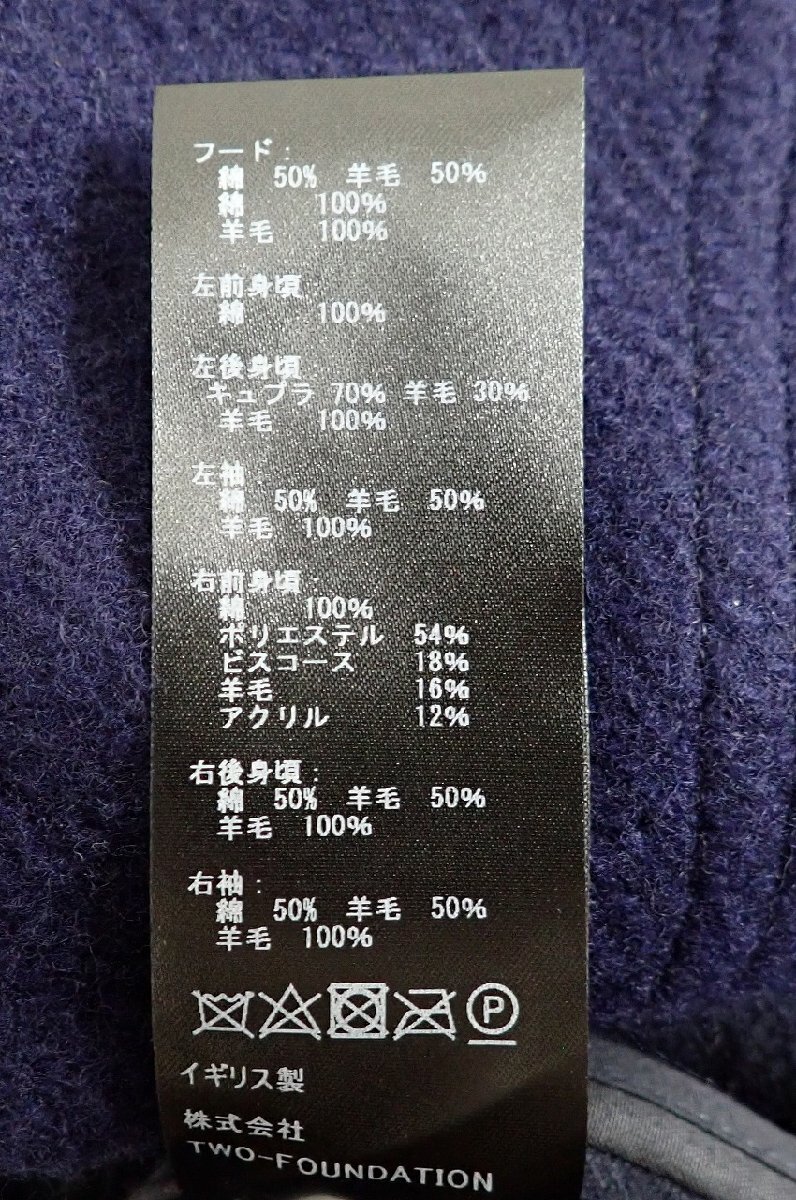 フード:
綿 50% 羊毛 50%
綿 100%
羊毛 100%
左前身頃:
綿 100%
左後身頃:
キュプラ 70% 羊毛 30%
羊毛 100%
左袖:
綿 50% 羊毛 50%
羊毛 100%
右前身頃:
綿 100%
ポリエステル 54%
ビスコース 18%
羊毛 16%
アクリル 12%
右後身頃:
綿 50% 羊毛 50%
羊毛 100%
右袖:
綿 50% 羊毛 50%
羊毛 100%
P
イギリス製
株式会社
TWO-FOUNDATION